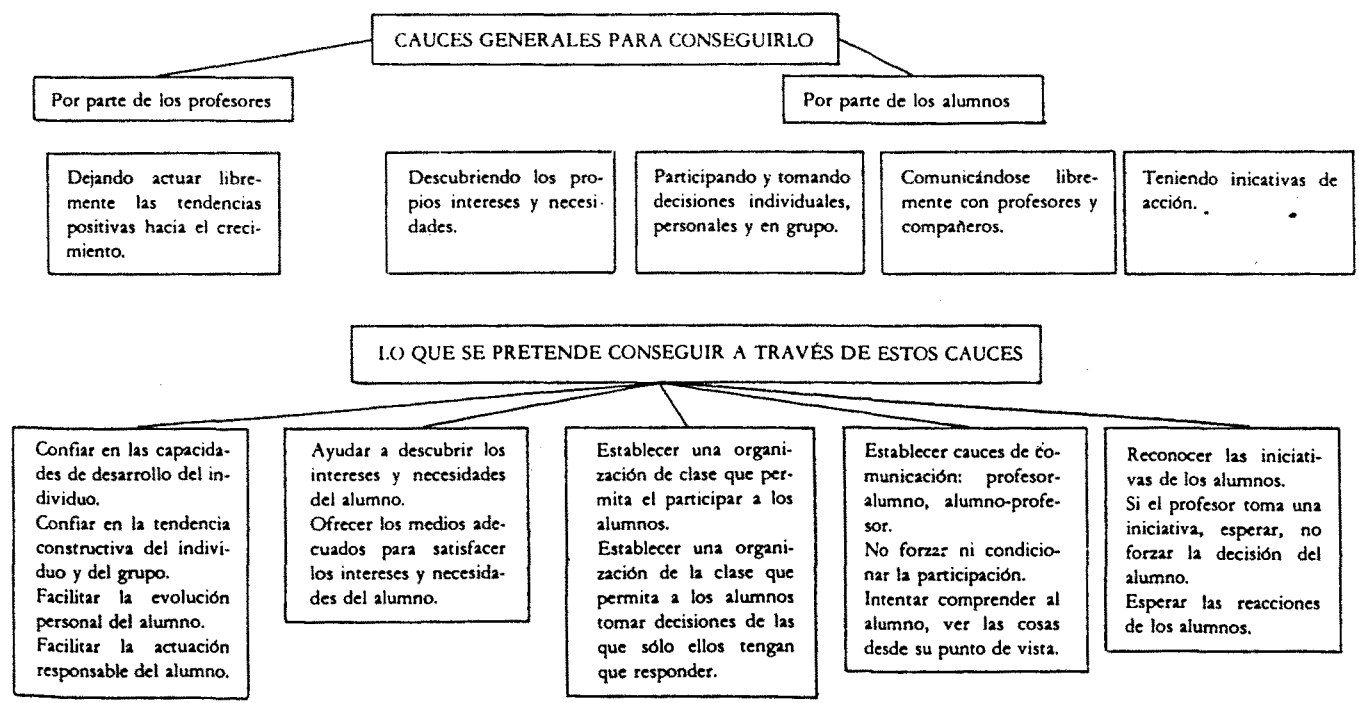 CAUCES GENERALES PARA CONSEGUIRLO
Por parte de los profesores
Por parte de los alumnos
Dejando actuar libre-
mente las tendencias
positivas hacia el creci-
miento.
Descubriendo los pro-
pios intereses y necesi-
dades.
Participando y tomando
decisiones individuales,
personales y en grupo.
Comunicándose libre-
mente con profesores y
compañeros.
Teniendo inicativas de
acción.
LO QUE SE PRETENDE CONSEGUIR A TRAVÉS DE ESTOS CAUCES
Confiar en las capacida-
des de desarrollo del in-
dividuo.
Confiar en la tendencia
constructiva del indivi-
duo y del grupo.
Facilitar la evolución
personal del alumno.
Facilitar la actuación
responsable del alumno.
Ayudar a descubrir los
intereses y necesidades
del alumno.
Ofrecer los medios ade-
cuados para satisfacer
los intereses y necesida-
des del alumno.
Establecer una organi-
zación de clase que per-
mita el participar a los
alumnos.
Establecer una organi-
zación de la clase que
permita a los alumnos
tomar decisiones de las
que sólo ellos tengan
que responder.
Establecer cauces de co-
municación: profesor-
alumno, alumno-profe-
sor.
No forzar ni condicio-
nar la participación.
Intentar comprender al
alumno, ver las cosas
desde su punto de vista.
Reconocer las iniciati-
vas de los alumnos.
Si el profesor toma una
iniciativa, esperar, no
forzar la decisión del
alumno.
Esperar las reacciones
de los alumnos.